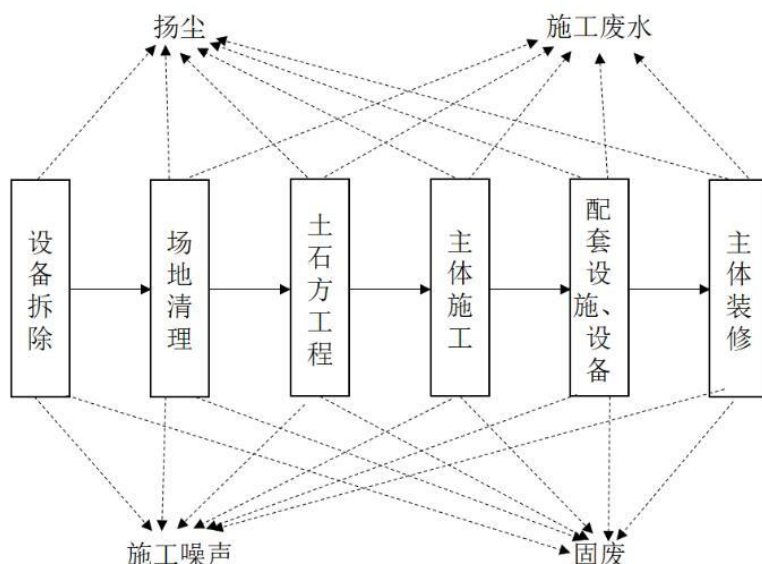 扬尘
施工废水
设备拆除
场地清理
土石方工程
主体施工
配套设施、设备
主体装修
施工噪声
固废